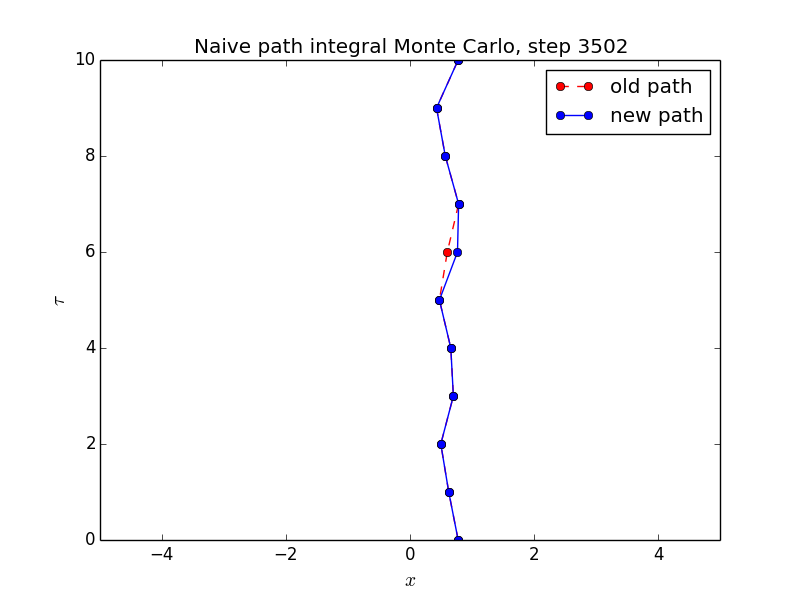 Naive path integral Monte Carlo, step 3502
10
8
6
4
2
0
τ
old path
new path
−4 −2 0 2 4
x